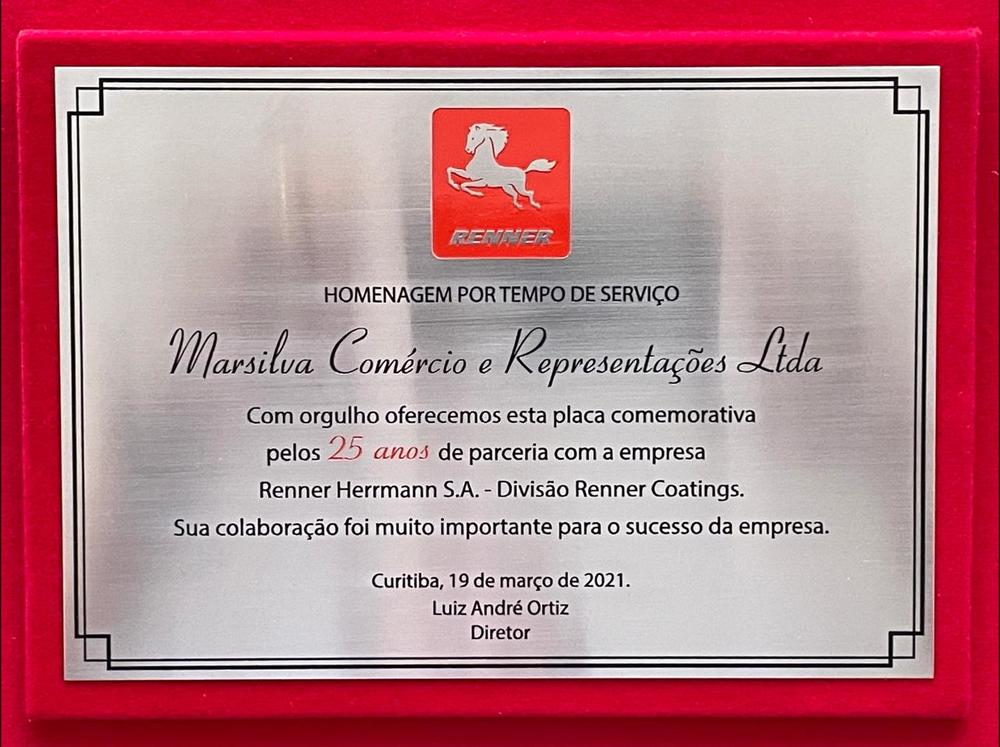 RENNER
HOMENAGEM POR TEMPO DE SERVIÇO
Marsilva Comércio e Representações Ltda
Com orgulho oferecemos esta placa comemorativa
pelos 25 anos de parceria com a empresa
Renner Herrmann S.A. - Divisão Renner Coatings.
Sua colaboração foi muito importante para o sucesso da empresa.
Curitiba, 19 de março de 2021.
Luiz André Ortiz
Diretor